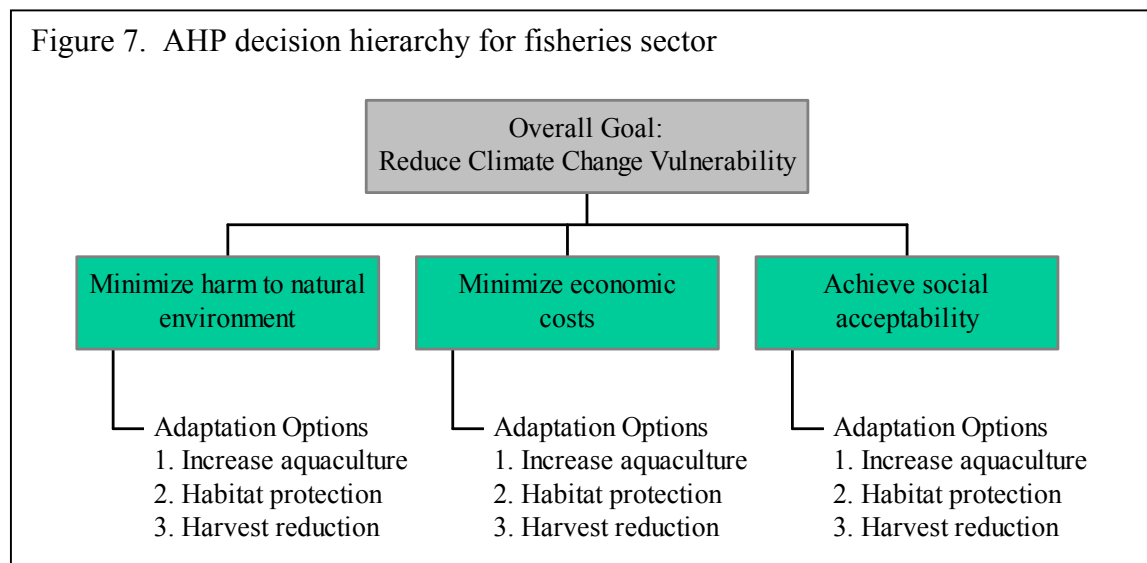 Figure 7. AHP decision hierarchy for fisheries sector
Overall Goal:
Reduce Climate Change Vulnerability
Minimize harm to natural
environment
Minimize economic
costs
Achieve social
acceptability
Adaptation Options
1. Increase aquaculture
2. Habitat protection
3. Harvest reduction
Adaptation Options
1. Increase aquaculture
2. Habitat protection
3. Harvest reduction
Adaptation Options
1. Increase aquaculture
2. Habitat protection
3. Harvest reduction